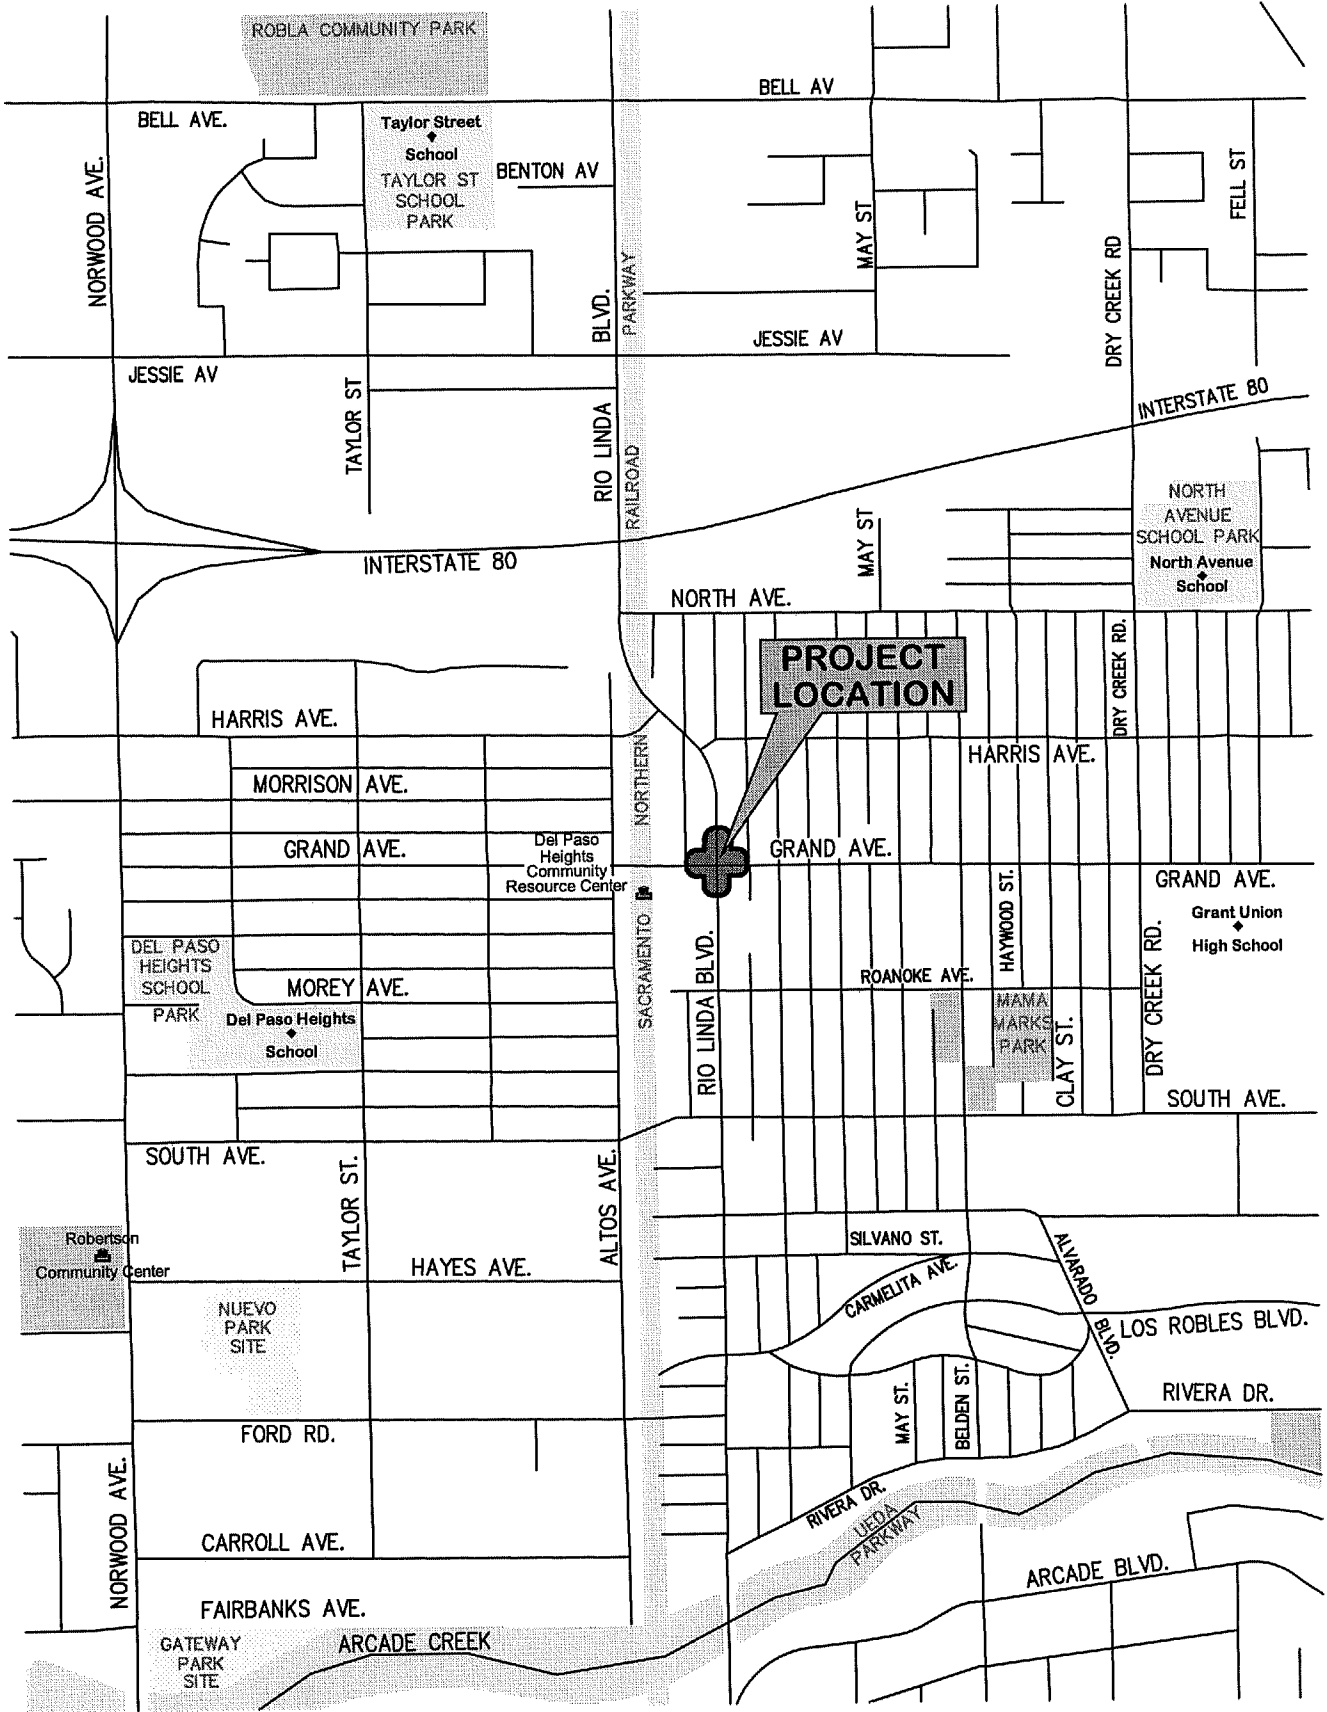 ROBLA COMMUNITY PARK
BELL AV
BELL AVE.
Taylor Street
School
TAYLOR ST
SCHOOL
PARK
BENTON AV
NORWOOD AVE.
MAY ST
FELL ST
DRY CREEK RD
RIO LINDA BLVD.
PARKWAY
JESSIE AV
JESSIE AV
TAYLOR ST
INTERSTATE 80
RAILROAD
NORTH
AVENUE
SCHOOL PARK
North Avenue
School
MAY ST
INTERSTATE 80
NORTH AVE.
DRY CREEK RD.
PROJECT
LOCATION
HARRIS AVE.
HARRIS AVE.
NORTHERN
MORRISON AVE.
GRAND AVE.
Del Paso
Heights
Community
Resource Center
GRAND AVE.
GRAND AVE.
HAYWOOD ST.
Grant Union
High School
DEL PASO
HEIGHTS
SCHOOL
PARK
SACRAMENTO
RIO LINDA BLVD.
ROANOKE AVE.
DRY CREEK RD.
MOREY AVE.
Del Paso Heights
School
MAMA
MARKS
PARK
CLAY ST.
SOUTH AVE.
SOUTH AVE.
TAYLOR ST.
ALTOS AVE.
Robertson
Community Center
SILVANO ST.
ALVARADO BLVD.
HAYES AVE.
CARMELITA AVE.
NUEVO
PARK
SITE
LOS ROBLES BLVD.
MAY ST.
BELDEN ST.
RIVERA DR.
FORD RD.
NORWOOD AVE.
RIVERA DR.
UEDA
PARKWAY
CARROLL AVE.
ARCADE BLVD.
FAIRBANKS AVE.
GATEWAY
PARK
SITE
ARCADE CREEK